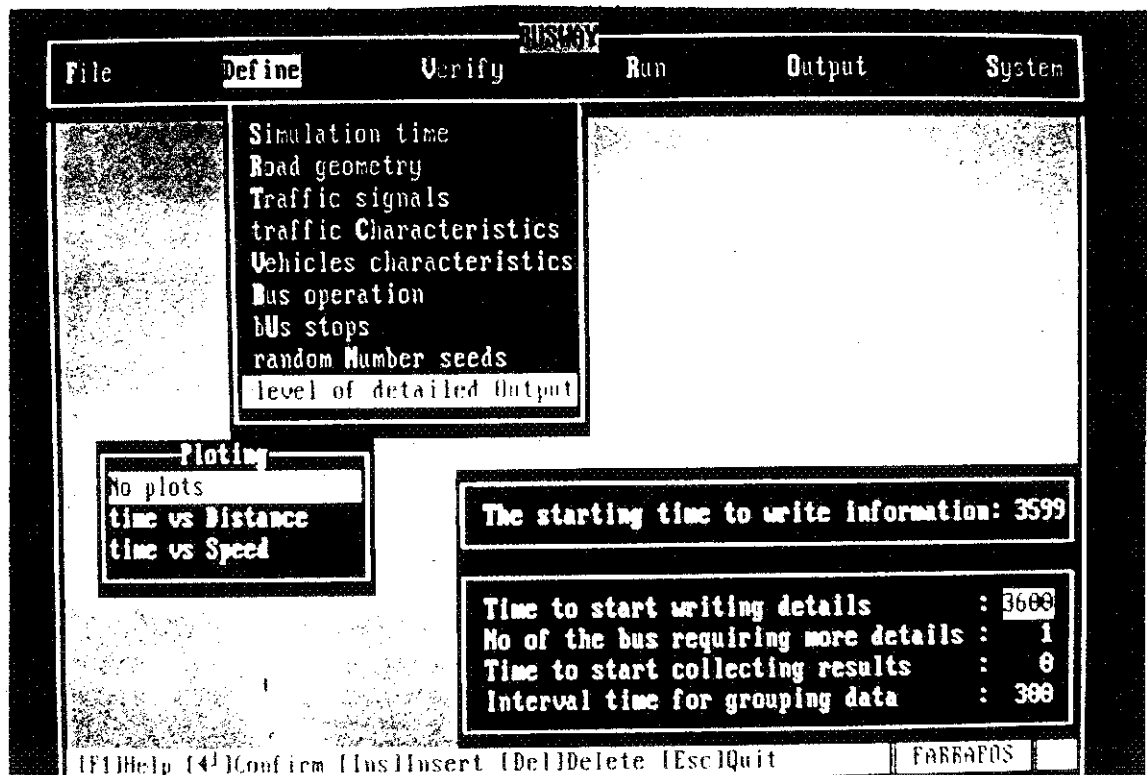 BUSWAY
File Define Verify Run Output System
Simulation time
Road geometry
Traffic signals
traffic Characteristics
Vehicles characteristics
Bus operation
bUs stops
random Number seeds
level of detailed Output
Ploting
No plots
time vs Distance
time vs Speed
The starting time to write information: 3599
Time to start writing details : 3600
No of the bus requiring more details : 1
Time to start collecting results : 0
Interval time for grouping data : 300
[F1]Help [↵]Confirm [Ins]Insert [Del]Delete [Esc]Quit FARRAPOS